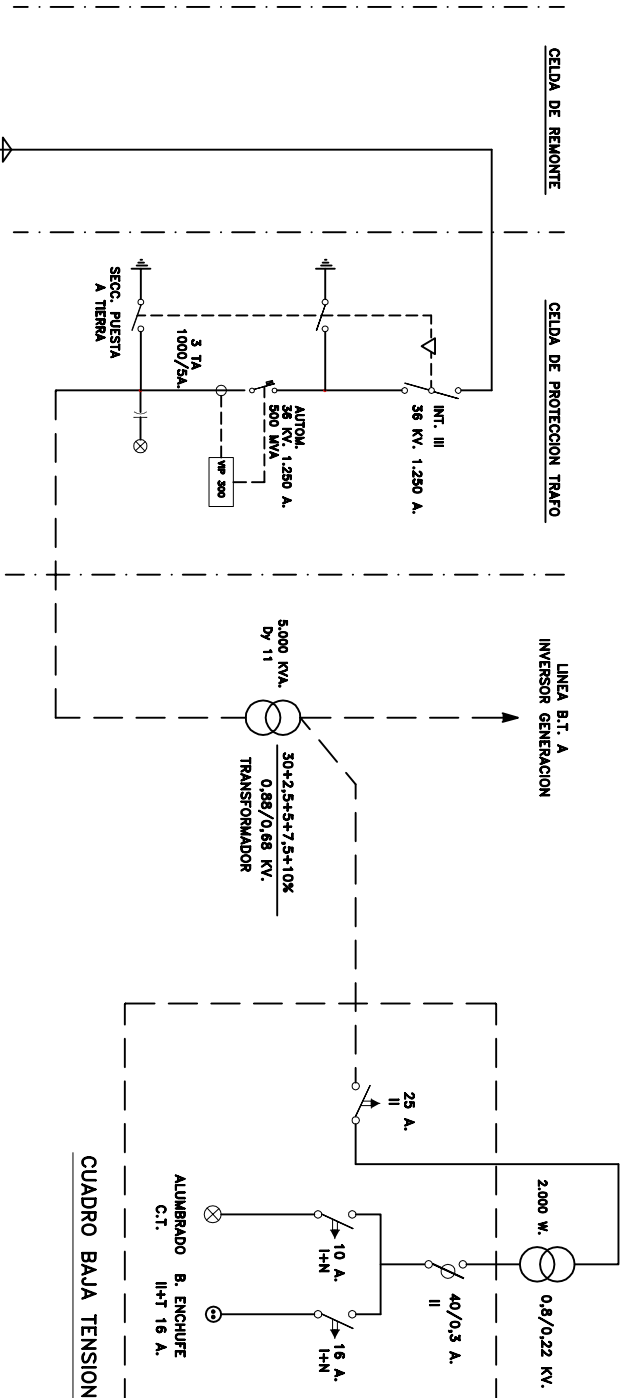 CELDA DE REMONTE
CELDA DE PROTECCION TRAFO
INT. III
36 KV. 1.250 A.
AUTOM.
36 KV. 1.250 A.
500 MVA
VIP 300
3 TA
1000/5A.
SECC. PUESTA
A TIERRA
LINEA B.T. A
INVERSOR GENERACION
5.000 KVA.
Dy 11
30+2,5+5+7,5+10%
0,88/0,68 KV.
TRANSFORMADOR
2.000 W.
0,8/0,22 KV.
25 A.
II
40/0,3 A.
II
10 A.
I+N
16 A.
I+N
ALUMBRADO
C.T.
B. ENCHUFE
II+T 16 A.
CUADRO BAJA TENSION